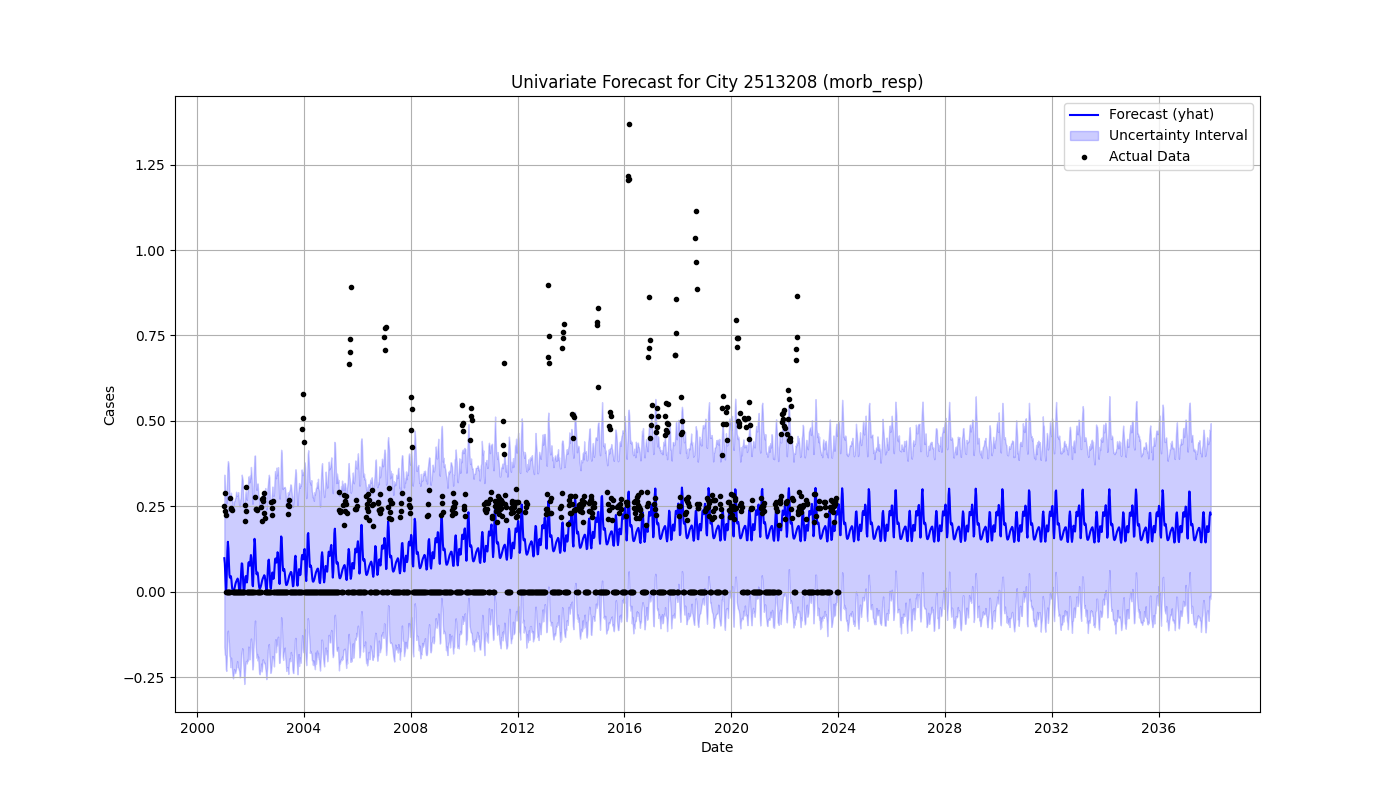 Univariate Forecast for City 2513208 (morb_resp)
Forecast (yhat)
Uncertainty Interval
Actual Data
Cases
1.25
1.00
0.75
0.50
0.25
0.00
−0.25
2000 2004 2008 2012 2016 2020 2024 2028 2032 2036
Date